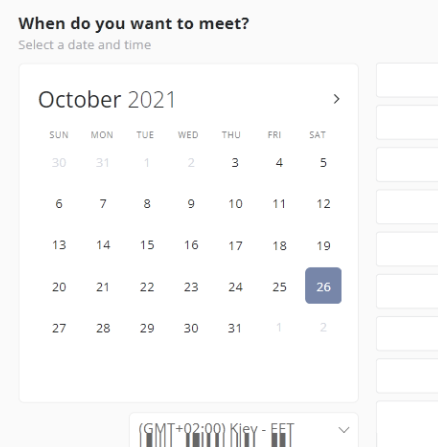 When do you want to meet?
Select a date and time
October 2021
SUN MON TUE WED THU FRI SAT
30 31 1 2 3 4 5
6 7 8 9 10 11 12
13 14 15 16 17 18 19
20 21 22 23 24 25 26
27 28 29 30 31 1 2
(GMT+02:00) Kiev - EET